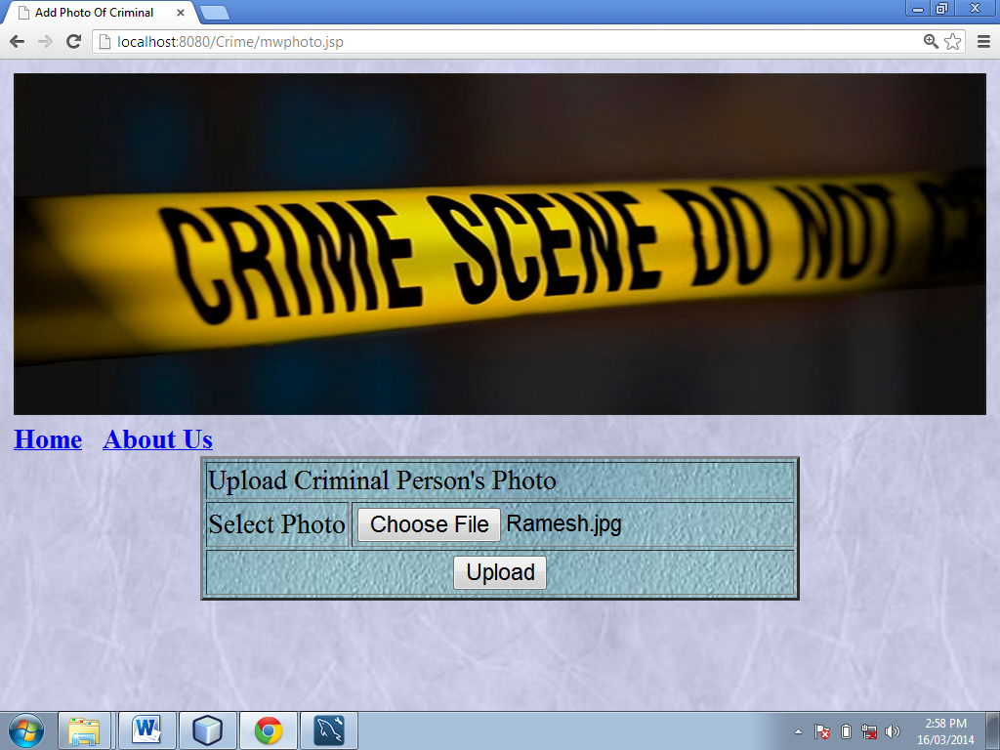 Add Photo Of Criminal
localhost:8080/Crime/mwphoto.jsp
CRIME SCENE DO NOT
Home About Us
Upload Criminal Person's Photo
Select Photo Choose File Ramesh.jpg
Upload
2:58 PM
16/03/2014